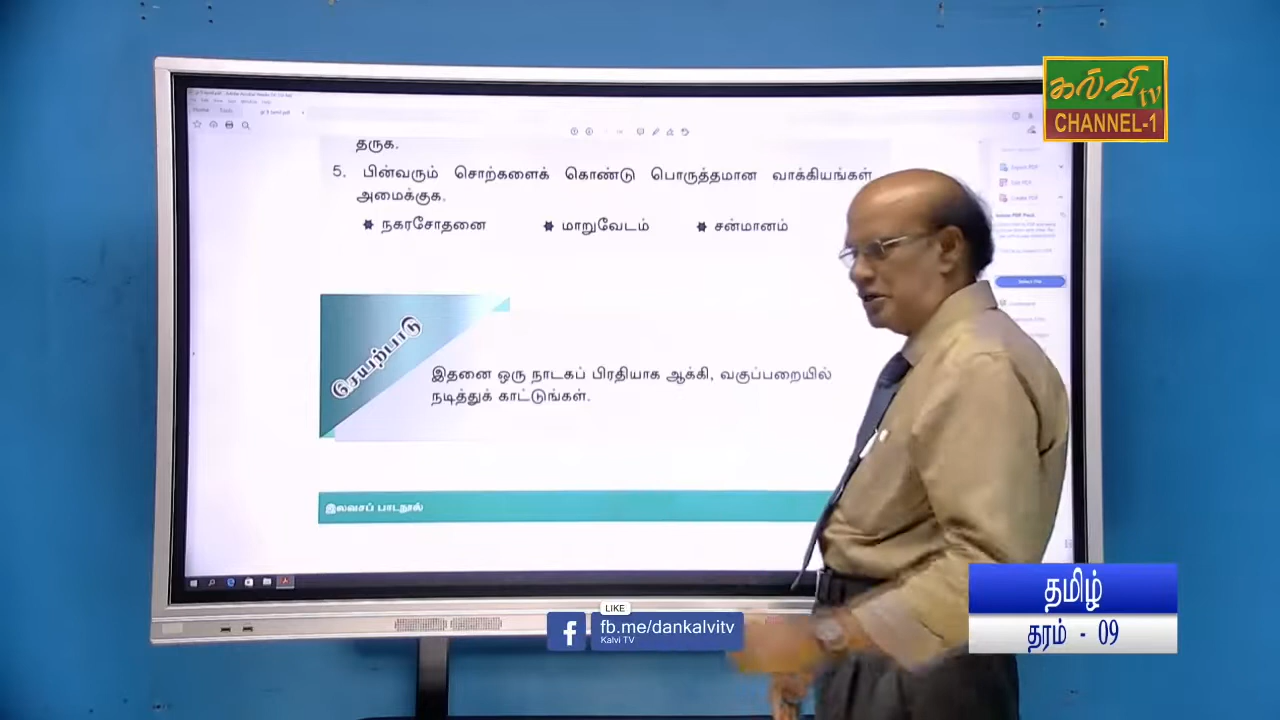 கல்வி tv
CHANNEL-1
தருக.
5. பின்வரும் சொற்களைக் கொண்டு பொருத்தமான வாக்கியங்கள்
அமைக்குக.
நகரசோதனை மாறுவேடம் சன்மானம்
செயற்பாடு
இதனை ஒரு நாடகப் பிரதியாக ஆக்கி, வகுப்பறையில்
நடித்துக் காட்டுங்கள்.
இலவசப் பாடநூல்
LIKE
fb.me/dankalvitv
Kalvi TV
தமிழ்
தரம் - 09